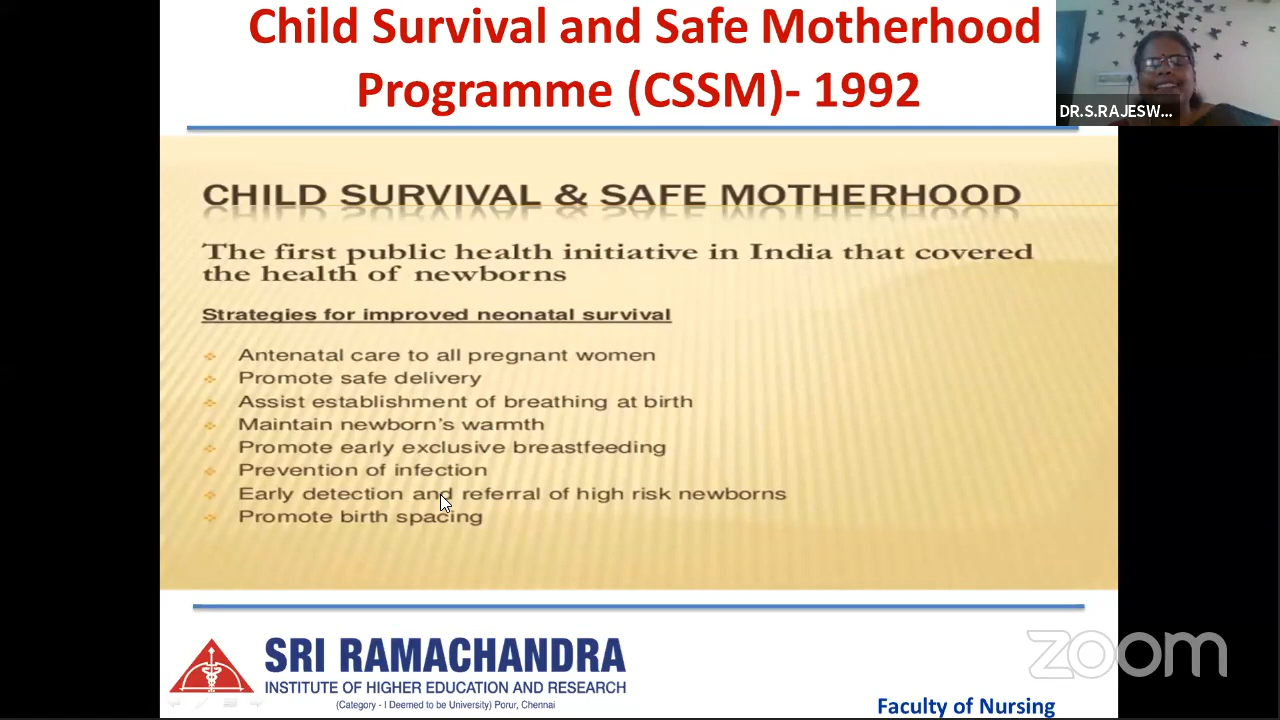 Child Survival and Safe Motherhood
Programme (CSSM)- 1992
DR.S.RAJESW...
CHILD SURVIVAL & SAFE MOTHERHOOD
The first public health initiative in India that covered
the health of newborns
Strategies for improved neonatal survival
Antenatal care to all pregnant women
Promote safe delivery
Assist establishment of breathing at birth
Maintain newborn's warmth
Promote early exclusive breastfeeding
Prevention of infection
Early detection and referral of high risk newborns
Promote birth spacing
SRI RAMACHANDRA
INSTITUTE OF HIGHER EDUCATION AND RESEARCH
(Category - I Deemed to be University) Porur, Chennai
zoom
Faculty of Nursing